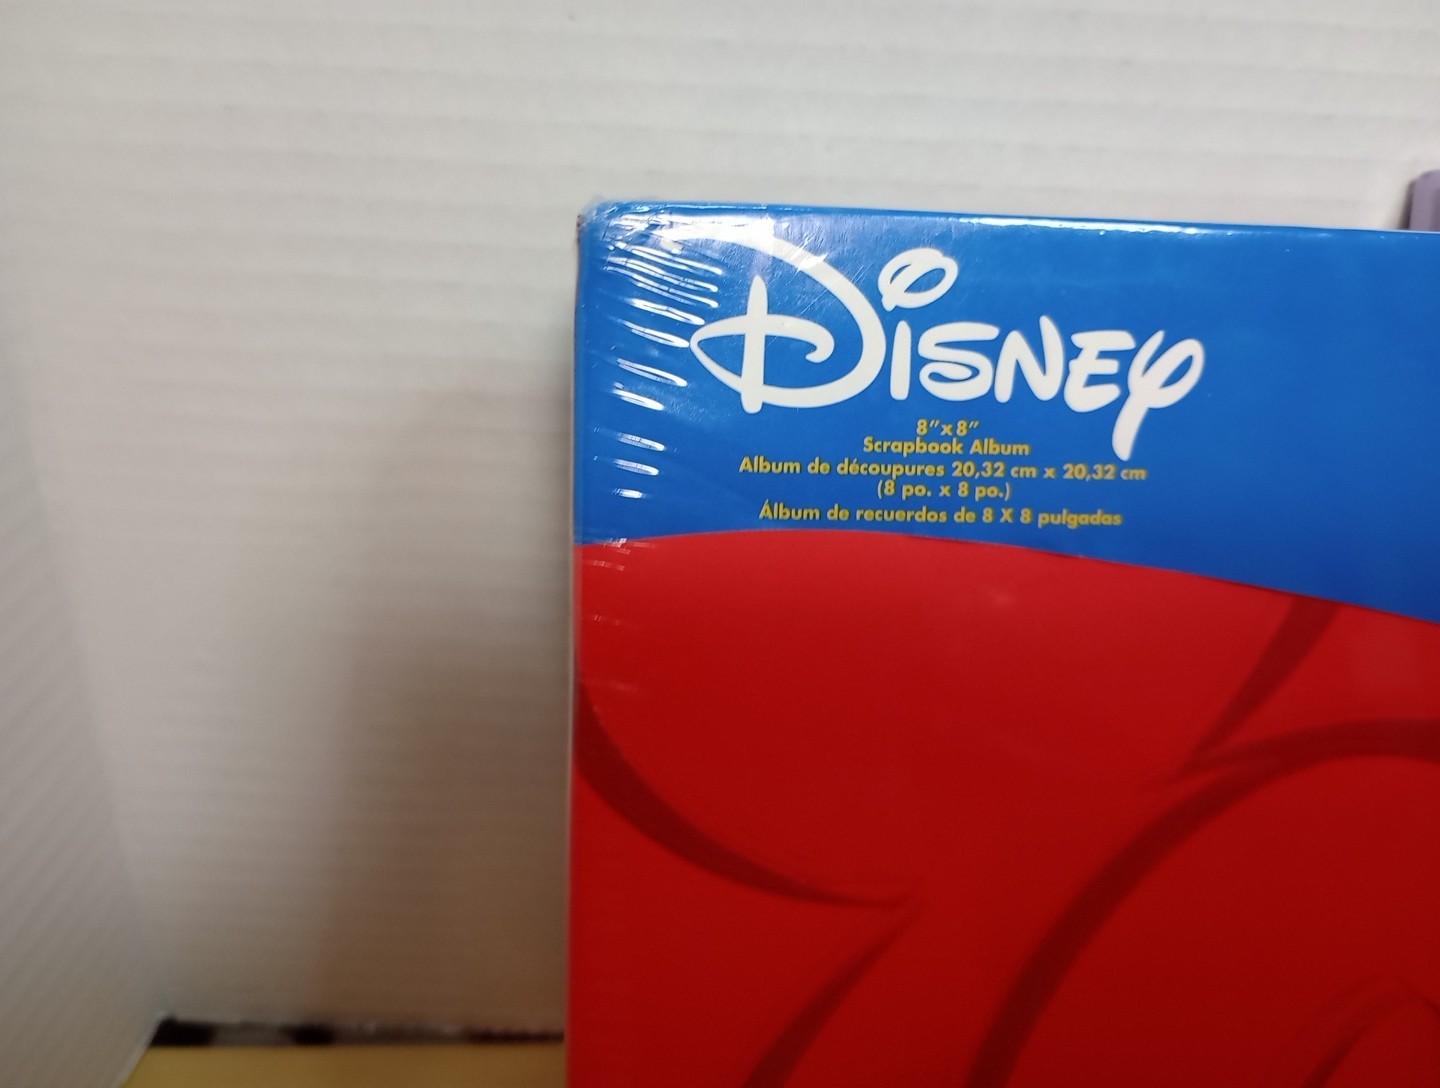 Disney
8"x8"
Scrapbook Album
Album de découpures 20,32 cm x 20,32 cm
(8 po. x 8 po.)
Álbum de recuerdos de 8 X 8 pulgadas